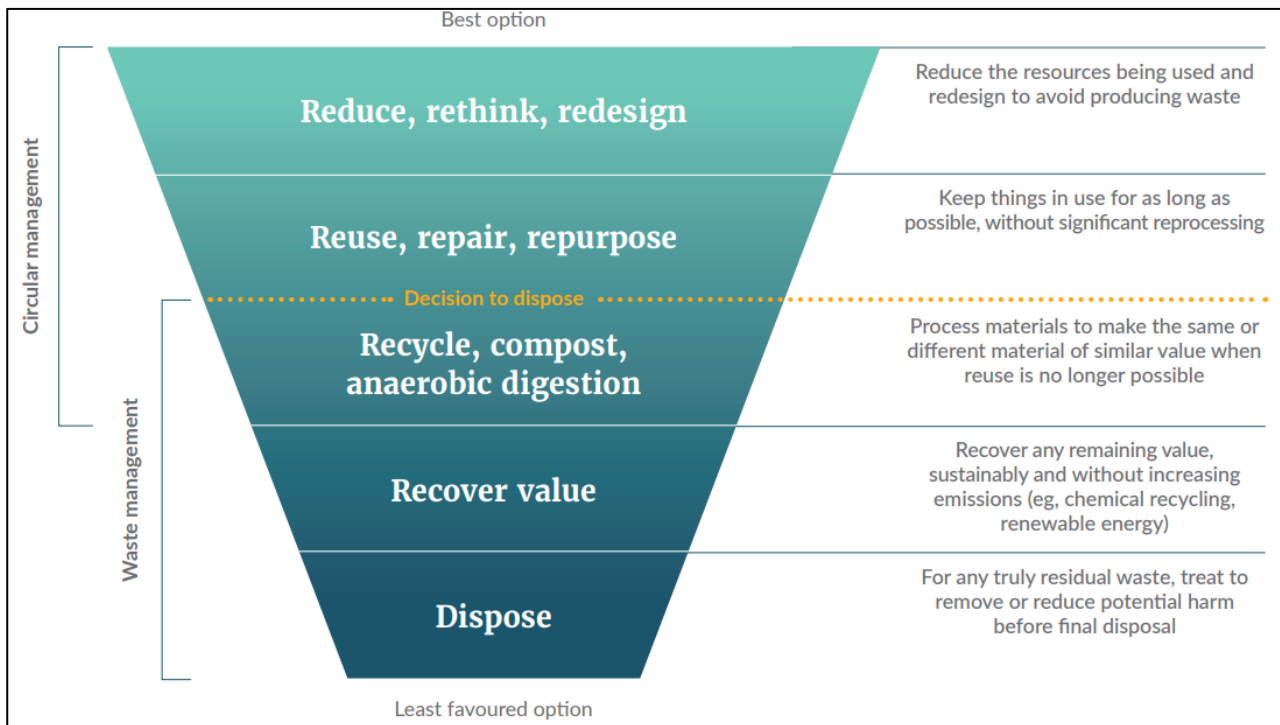 Best option
Circular management
Reduce, rethink, redesign
Reduce the resources being used and
redesign to avoid producing waste
Reuse, repair, repurpose
Keep things in use for as long as
possible, without significant reprocessing
Decision to dispose
Waste management
Recycle, compost,
anaerobic digestion
Process materials to make the same or
different material of similar value when
reuse is no longer possible
Recover value
Recover any remaining value,
sustainably and without increasing
emissions (eg, chemical recycling,
renewable energy)
Dispose
For any truly residual waste, treat to
remove or reduce potential harm
before final disposal
Least favoured option